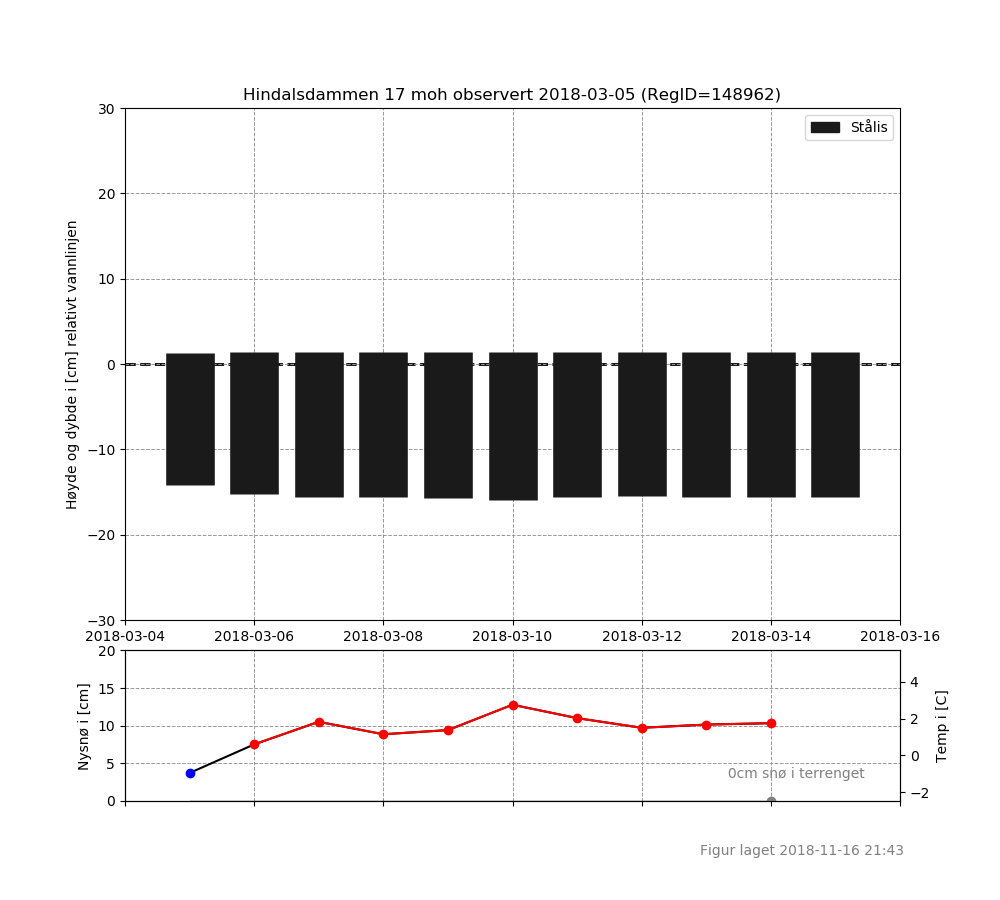 Hindalsdammen 17 moh observert 2018-03-05 (RegID=148962)
Stålis
Høyde og dybde i [cm] relativt vannlinjen
30
20
10
0
−10
−20
−30
2018-03-04 2018-03-06 2018-03-08 2018-03-10 2018-03-12 2018-03-14 2018-03-16
Nysnø i [cm]
20
15
10
5
0
4
2
0
−2
Temp i [C]
0cm snø i terrenget
Figur laget 2018-11-16 21:43